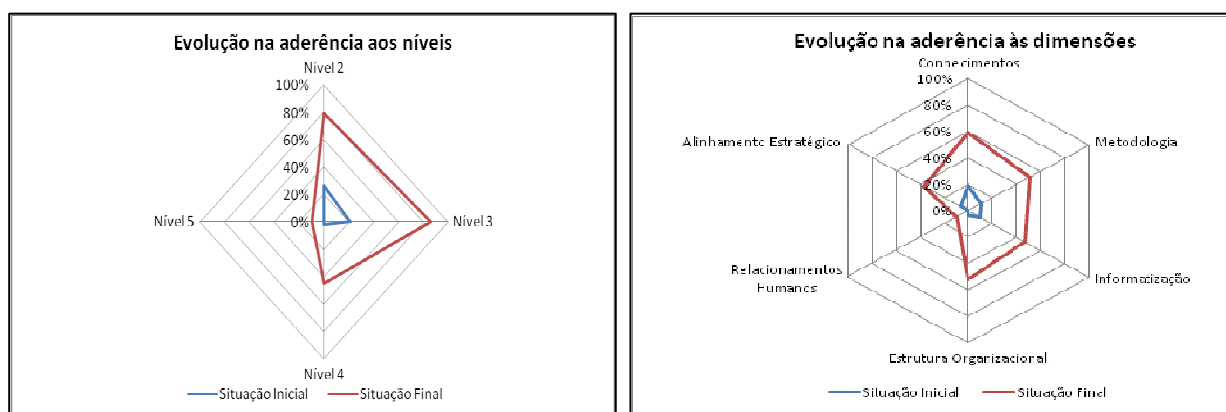 Evolução na aderência aos níveis
Nível 2
100%
80%
60%
40%
20%
0%
Nível 5
Nível 3
Nível 4
Situação Inicial
Situação Final
Evolução na aderência às dimensões
Conhecimentos
100%
80%
60%
40%
20%
0%
Alinhamento Estratégico
Metodologia
Relacionamentos
Humanos
Informatização
Estrutura Organizacional
Situação Inicial
Situação Final